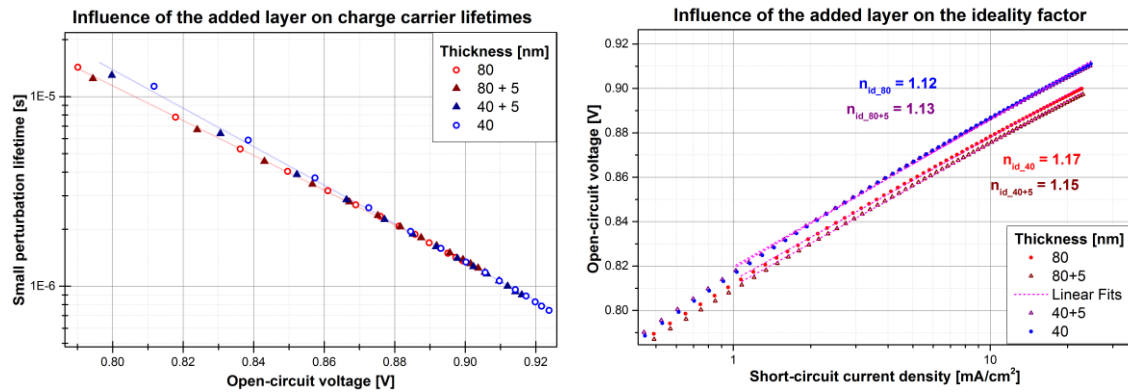 Influence of the added layer on charge carrier lifetimes
Small perturbation lifetime [s]
1E-5
1E-6
Thickness [nm]
80
80 + 5
40 + 5
40
0.80
0.82
0.84
0.86
0.88
0.90
0.92
Open-circuit voltage [V]
Influence of the added layer on the ideality factor
Open-circuit voltage [V]
0.92
0.90
0.88
0.86
0.84
0.82
0.80
n_id_80 = 1.12
n_id_80+5 = 1.13
n_id_40 = 1.17
n_id_40+5 = 1.15
Thickness [nm]
80
80+5
Linear Fits
40+5
40
1
10
Short-circuit current density [mA/cm²]